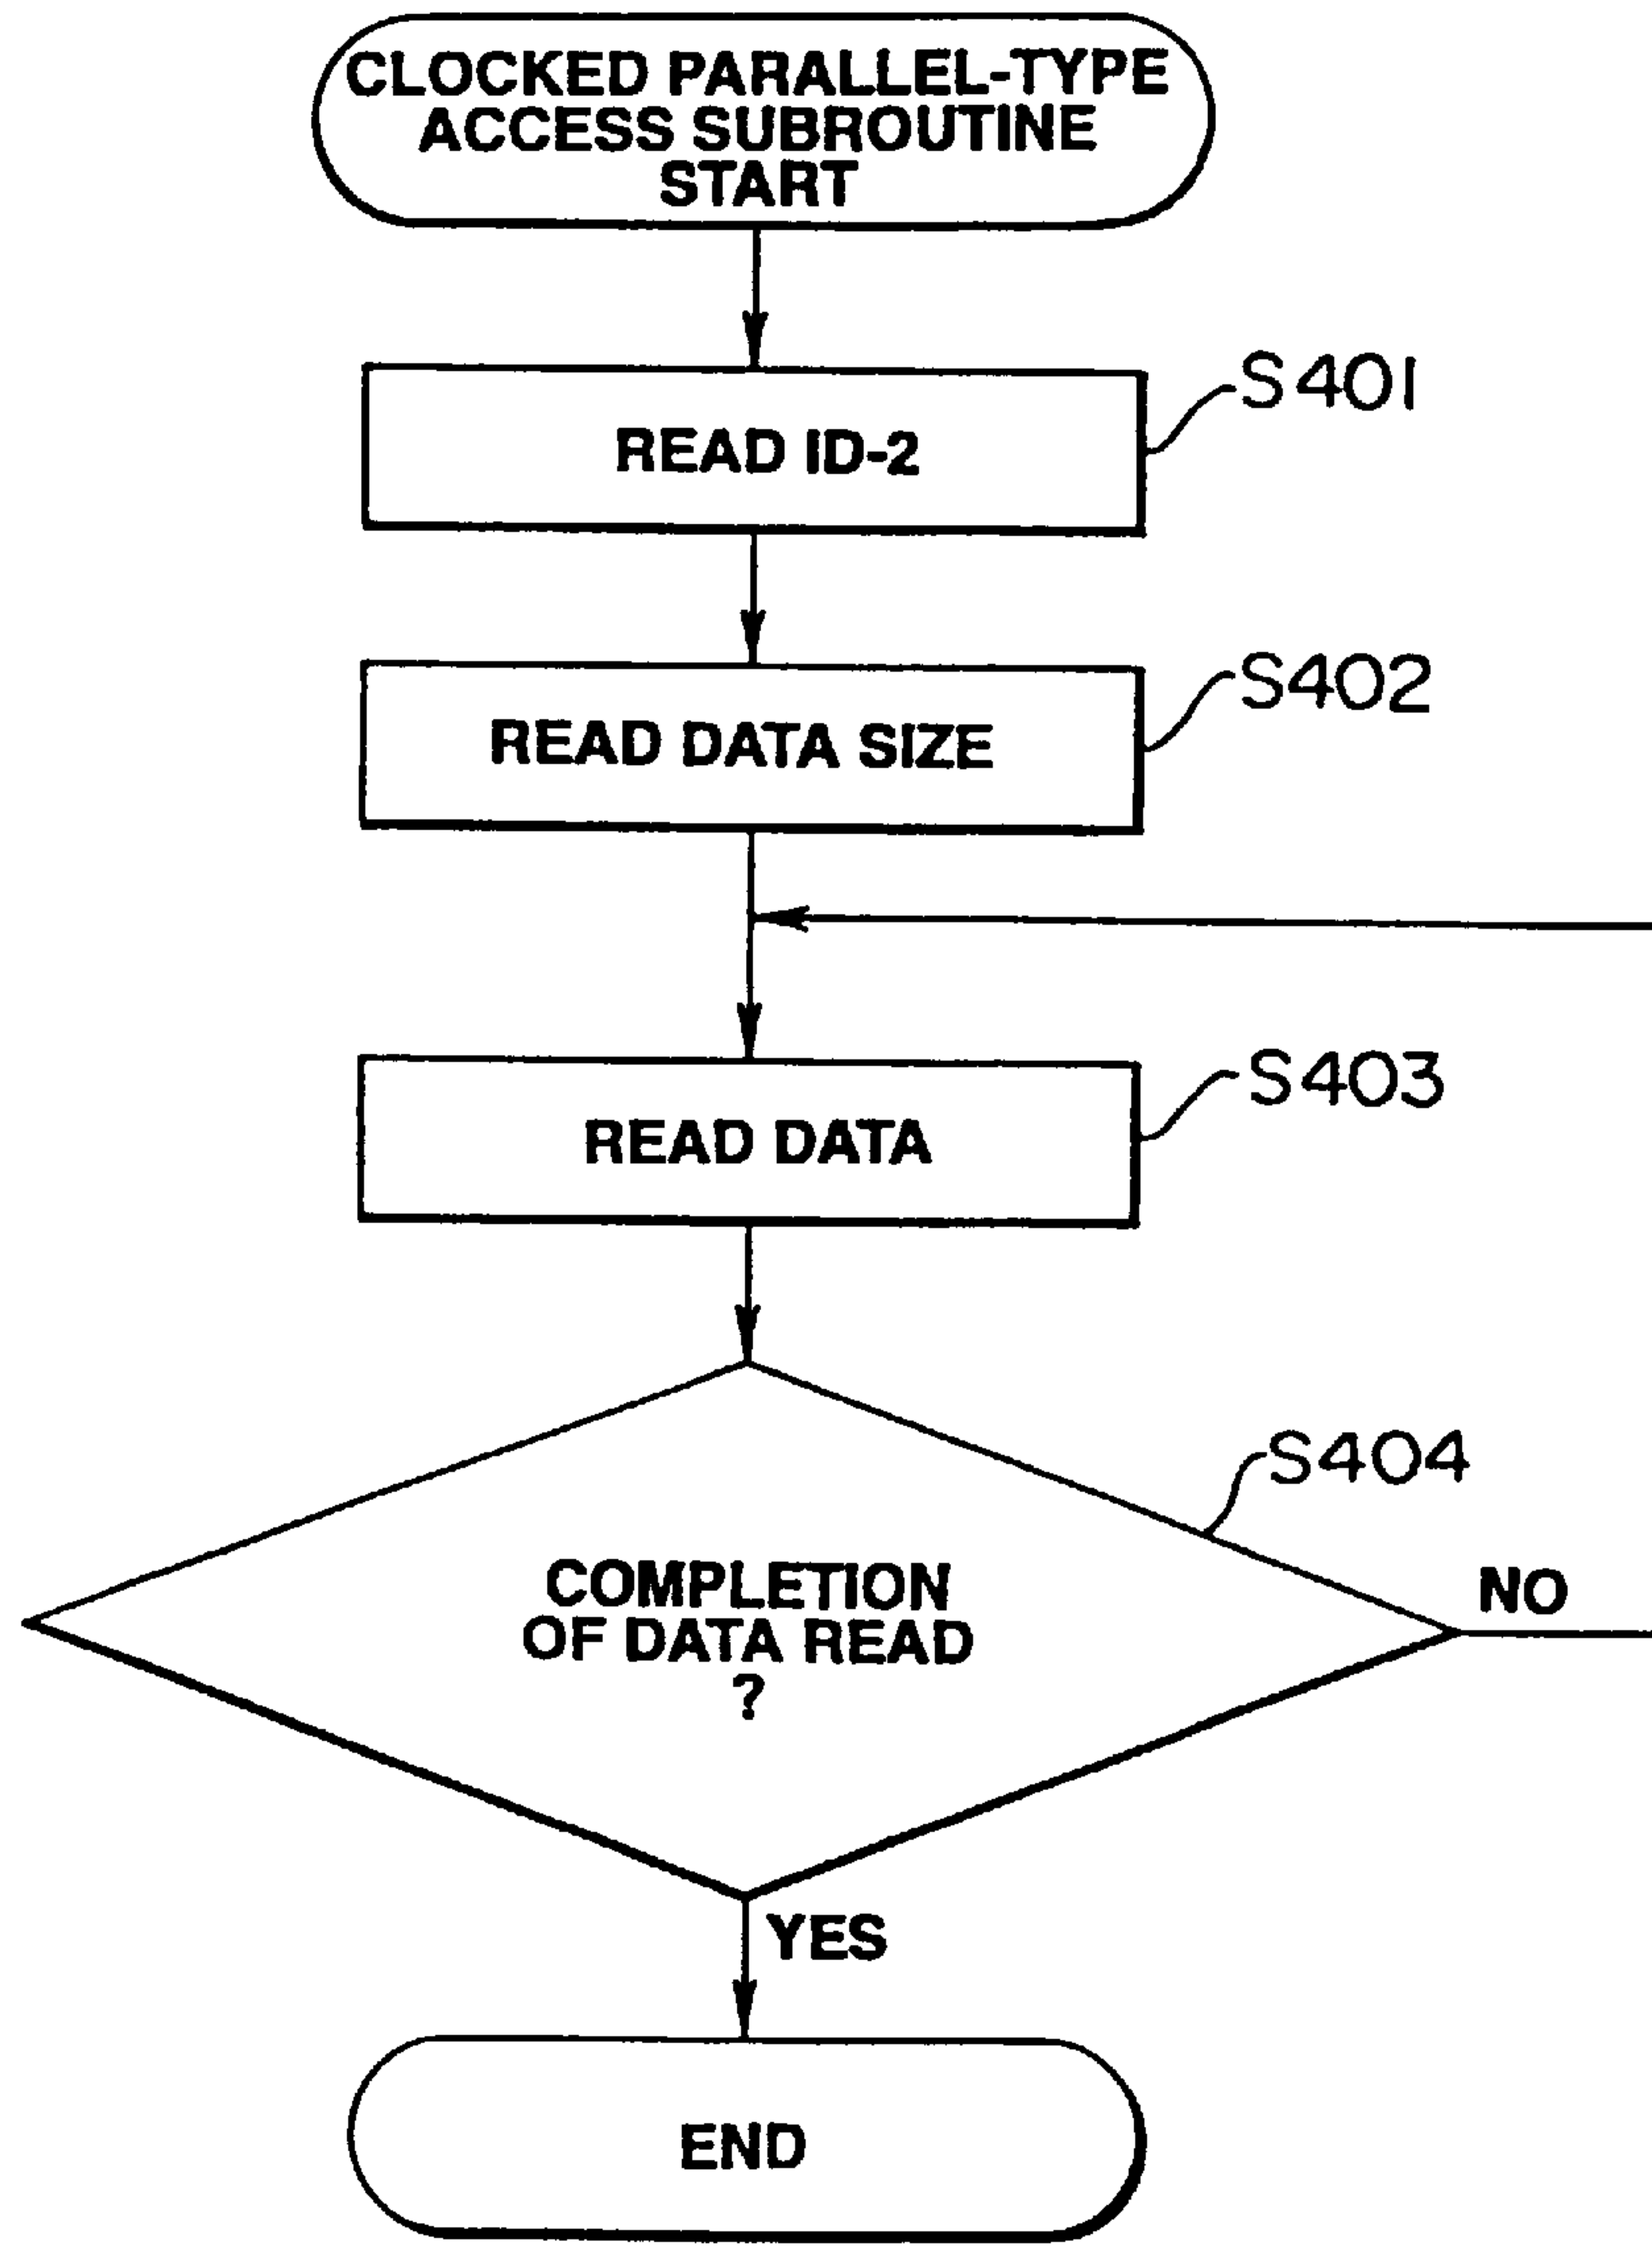 CLOCKED PARALLEL-TYPE
ACCESS SUBROUTINE
START
S401
READ ID-2
S402
READ DATA SIZE
S403
READ DATA
S404
COMPLETION
OF DATA READ
?
NO
YES
END